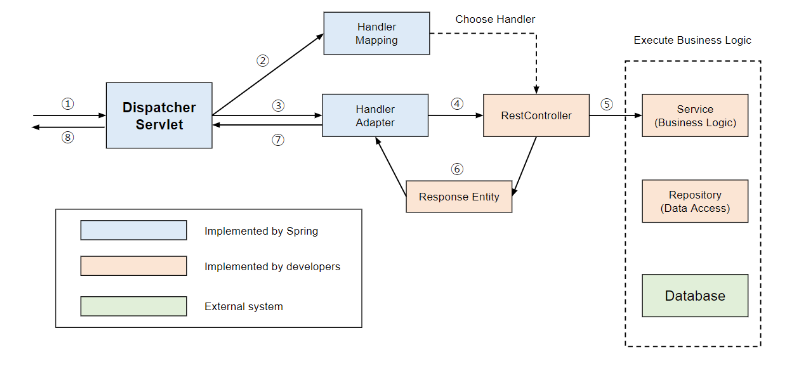 Choose Handler
Handler
Mapping
Execute Business Logic
②
①
Dispatcher
Servlet
③
Handler
Adapter
④
RestController
⑤
Service
(Business Logic)
⑧
⑦
⑥
Response Entity
Repository
(Data Access)
Implemented by Spring
Implemented by developers
External system
Database